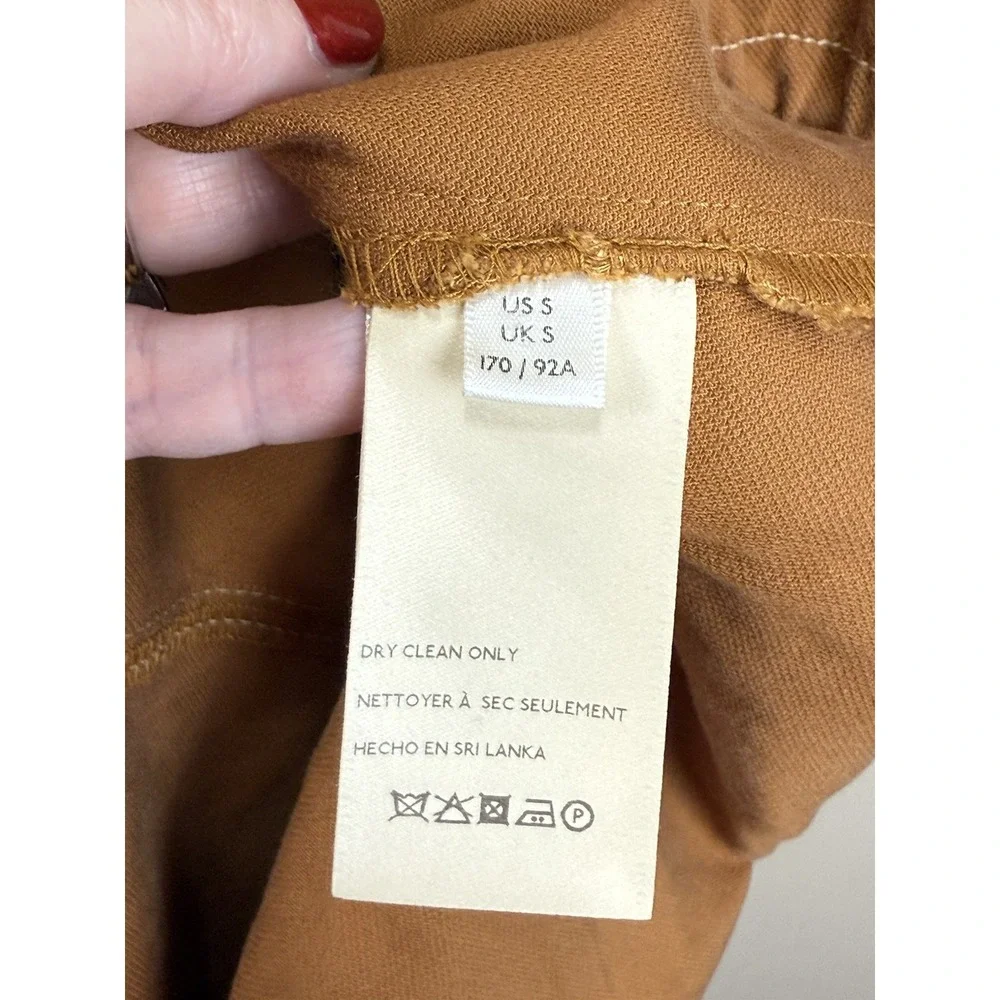 US S
UK S
170 / 92A
DRY CLEAN ONLY
NETTOYER À SEC SEULEMENT
HECHO EN SRI LANKA
P